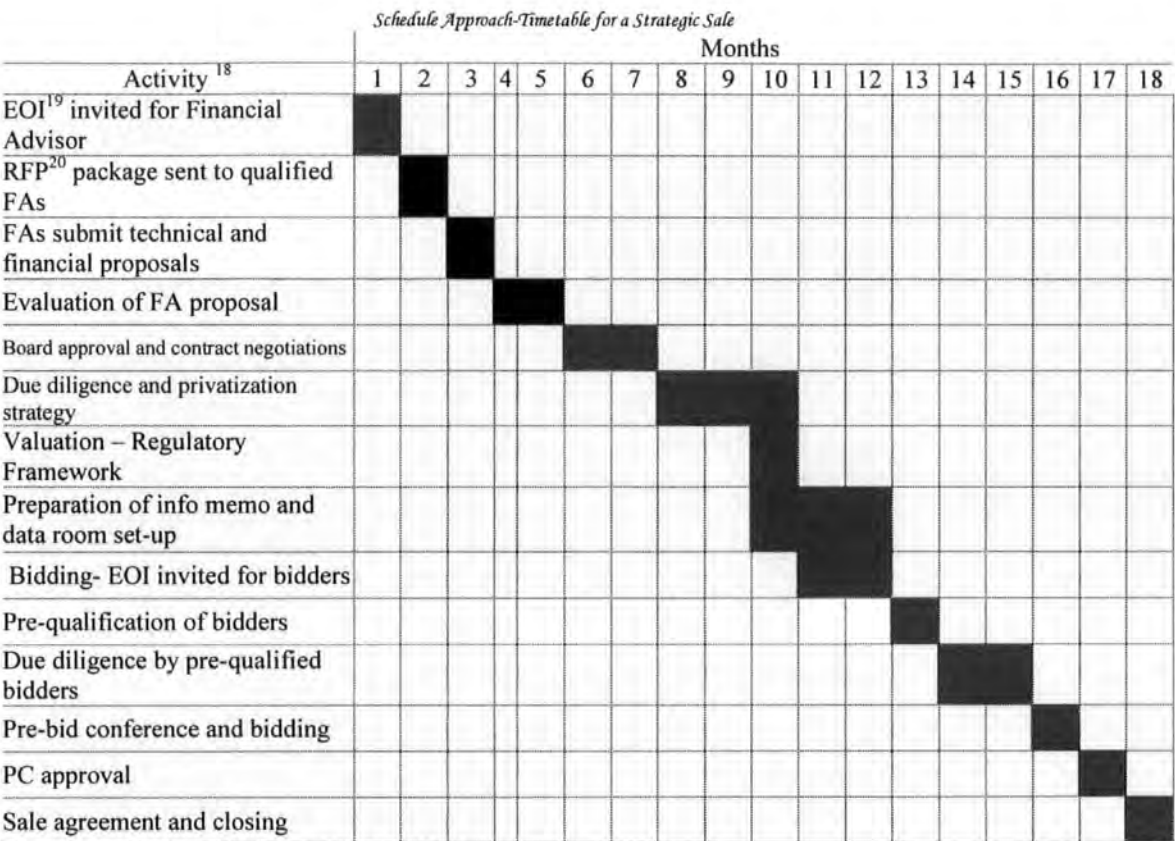 Schedule Approach-Timetable for a Strategic Sale
Months
Activity 18 1 2 3 4 5 6 7 8 9 10 11 12 13 14 15 16 17 18
EOI19 invited for Financial
Advisor
RFP20 package sent to qualified
FAs
FAs submit technical and
financial proposals
Evaluation of FA proposal
Board approval and contract negotiations
Due diligence and privatization
strategy
Valuation – Regulatory
Framework
Preparation of info memo and
data room set-up
Bidding- EOI invited for bidders
Pre-qualification of bidders
Due diligence by pre-qualified
bidders
Pre-bid conference and bidding
PC approval
Sale agreement and closing